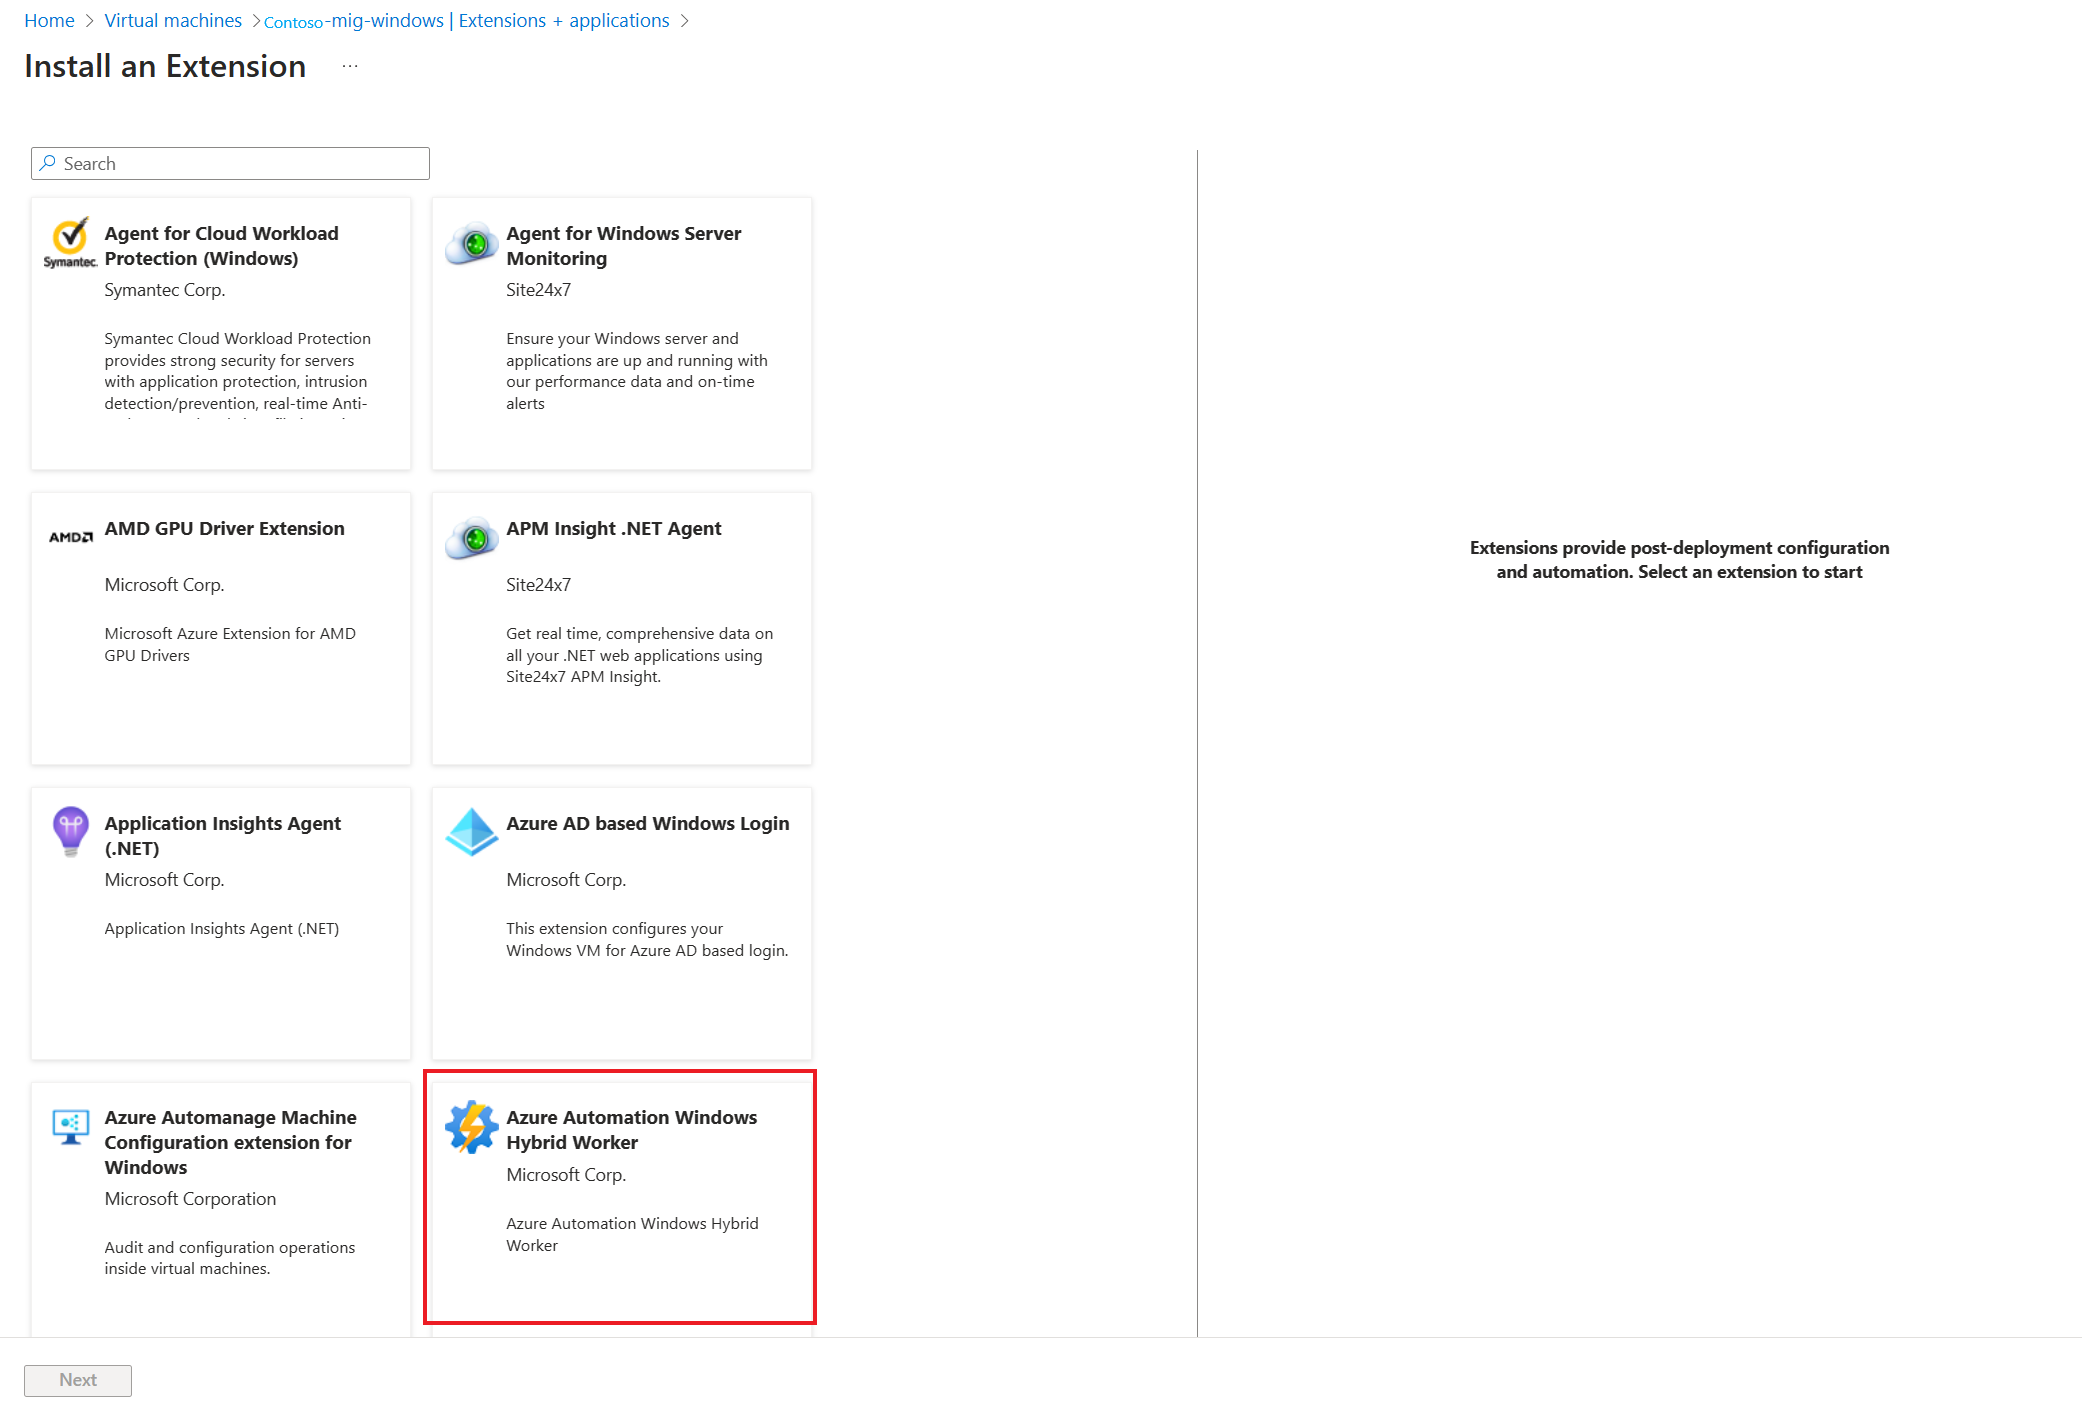 Home > Virtual machines > Contoso-mig-windows | Extensions + applications >
Install an Extension ...
Search
Symantec.
Agent for Cloud Workload
Protection (Windows)
Symantec Corp.
Symantec Cloud Workload Protection
provides strong security for servers
with application protection, intrusion
detection/prevention, real-time Anti-
Agent for Windows Server
Monitoring
Site24x7
Ensure your Windows server and
applications are up and running with
our performance data and on-time
alerts
AMD
AMD GPU Driver Extension
Microsoft Corp.
Microsoft Azure Extension for AMD
GPU Drivers
APM Insight .NET Agent
Site24x7
Get real time, comprehensive data on
all your .NET web applications using
Site24x7 APM Insight.
Application Insights Agent
(.NET)
Microsoft Corp.
Application Insights Agent (.NET)
Azure AD based Windows Login
Microsoft Corp.
This extension configures your
Windows VM for Azure AD based login.
Azure Automanage Machine
Configuration extension for
Windows
Microsoft Corporation
Audit and configuration operations
inside virtual machines.
Azure Automation Windows
Hybrid Worker
Microsoft Corp.
Azure Automation Windows Hybrid
Worker
Extensions provide post-deployment configuration
and automation. Select an extension to start
Next